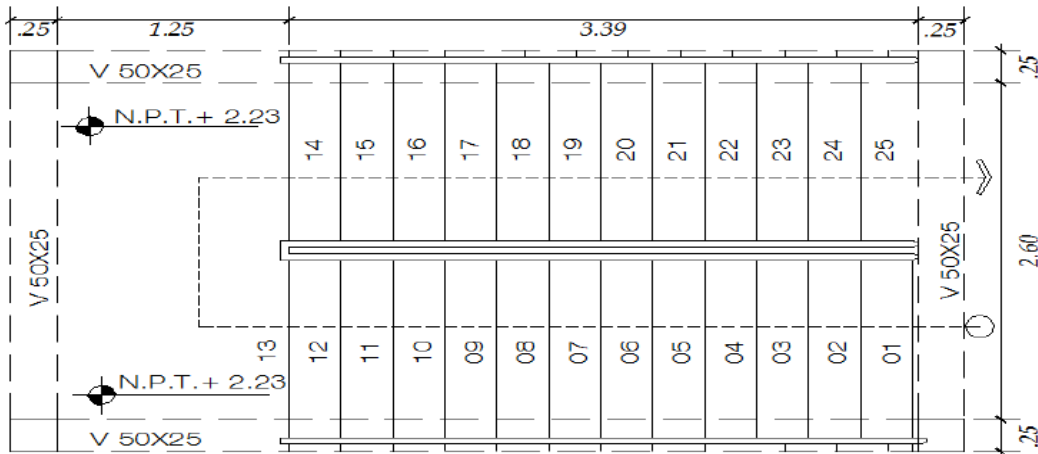 .25 1.25 3.39 .25
V 50X25
.25
N.P.T.+ 2.23
14 15 16 17 18 19 20 21 22 23 24 25
V 50X25
V 50X25
2.60
13 12 11 10 09 08 07 06 05 04 03 02 01
N.P.T.+ 2.23
V 50X25
.25